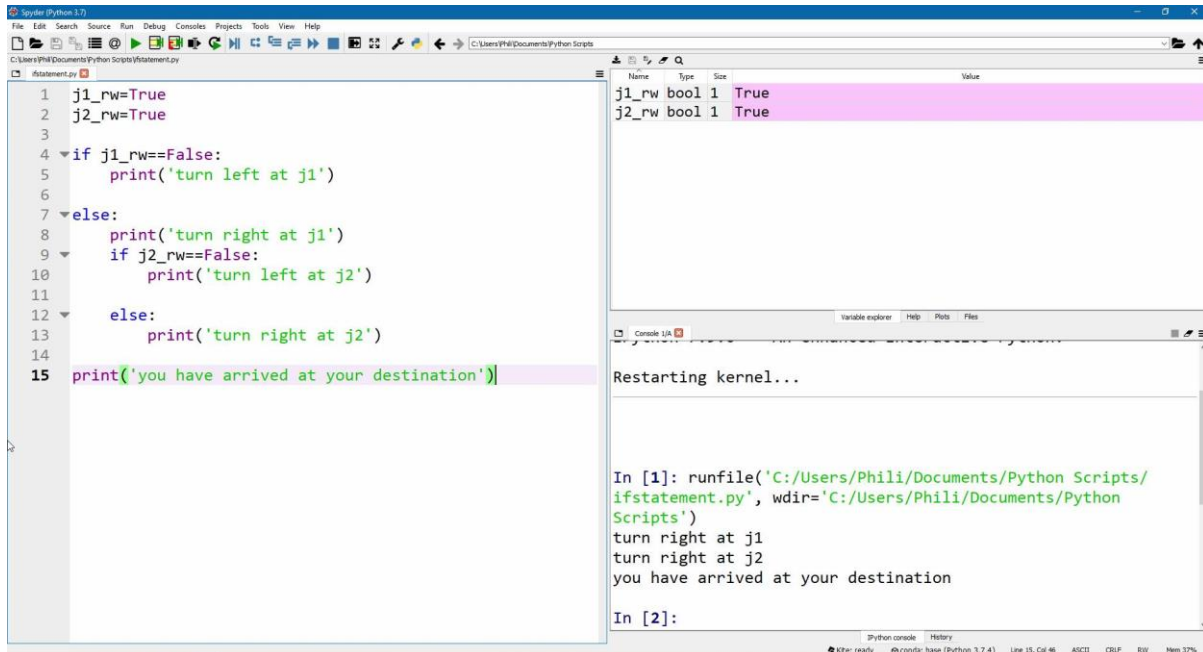 Spyder (Python 3.7)
File Edit Search Source Run Debug Consoles Projects Tools View Help
C:\Users\Phili\Documents\Python Scripts
C:\Users\Phili\Documents\Python Scripts\ifstatement.py
ifstatement.py
1 j1_rw=True
2 j2_rw=True
3
4 if j1_rw==False:
5     print('turn left at j1')
6
7 else:
8     print('turn right at j1')
9     if j2_rw==False:
10         print('turn left at j2')
11
12     else:
13         print('turn right at j2')
14
15 print('you have arrived at your destination')
Name Type Size Value
j1_rw bool 1 True
j2_rw bool 1 True
Variable explorer Help Plots Files
Console 1/A
An enhanced Interactive Python.
Restarting kernel...
In [1]: runfile('C:/Users/Phili/Documents/Python Scripts/
ifstatement.py', wdir='C:/Users/Phili/Documents/Python
Scripts')
turn right at j1
turn right at j2
you have arrived at your destination
In [2]:
IPython console History
Kite: ready conda: base (Python 3.7.4) Line 15, Col 46 ASCII CRLF RW Mem 37%